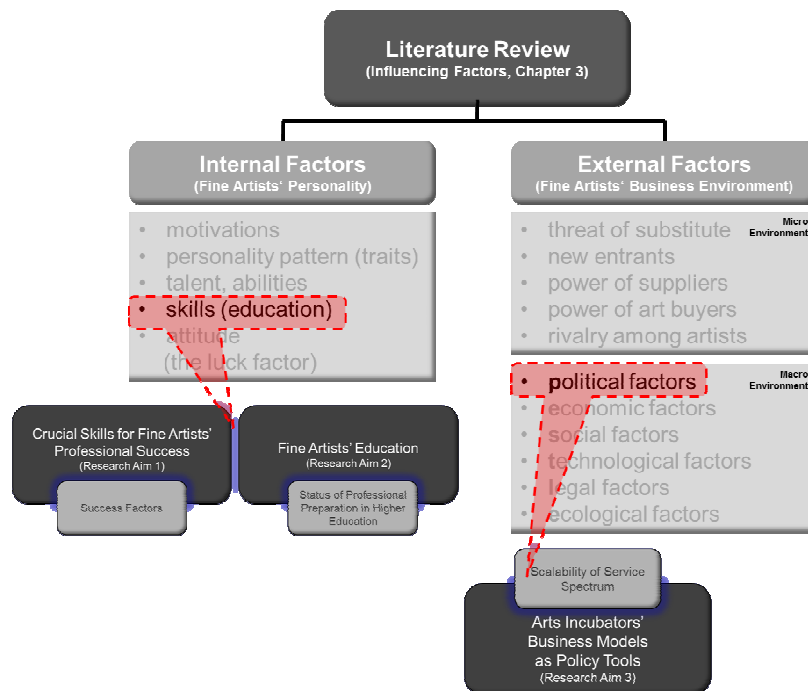 Literature Review
(Influencing Factors, Chapter 3)
Internal Factors
(Fine Artists‘ Personality)
• motivations
• personality pattern (traits)
• talent, abilities
• skills (education)
• attitude
(the luck factor)
External Factors
(Fine Artists‘ Business Environment)
Micro
Environment
• threat of substitute
• new entrants
• power of suppliers
• power of art buyers
• rivalry among artists
Macro
Environment
• political factors
• economic factors
• social factors
• technological factors
• legal factors
• ecological factors
Crucial Skills for Fine Artists’
Professional Success
(Research Aim 1)
Success Factors
Fine Artists’ Education
(Research Aim 2)
Status of Professional
Preparation in Higher
Education
Scalability of Service
Spectrum
Arts Incubators’
Business Models
as Policy Tools
(Research Aim 3)